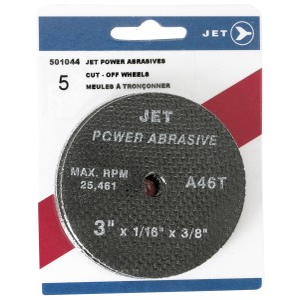 JET
501044 JET POWER ABRASIVES
5 CUT - OFF WHEELS
MEULES À TRONÇONNER
JET
POWER ABRASIVE
MAX. RPM
25,461
A46T
3" x 1/16" x 3/8"